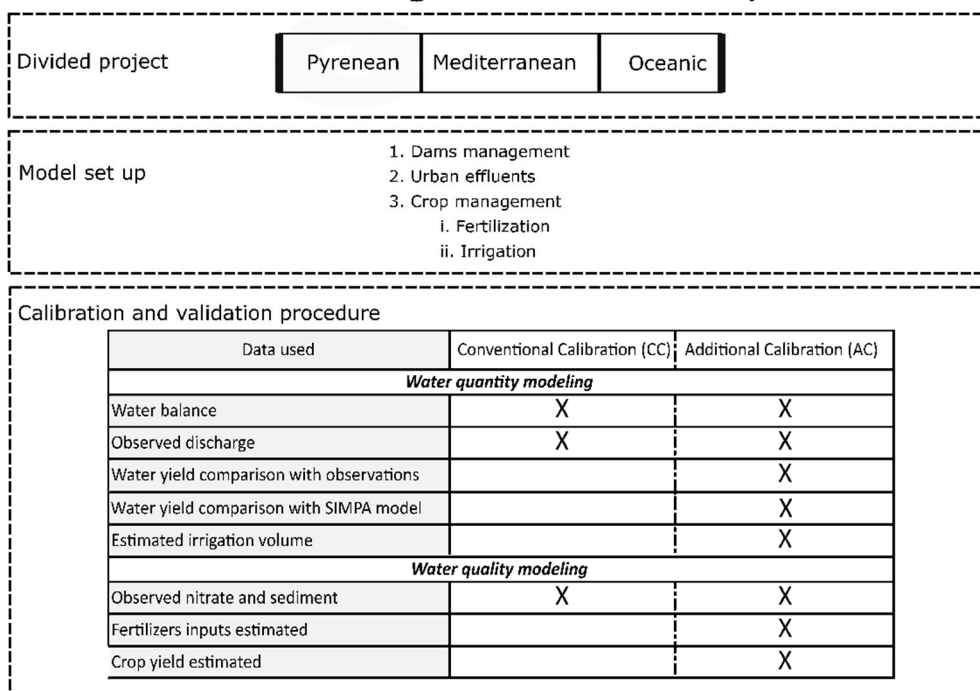 Divided project
Pyrenean Mediterranean Oceanic
Model set up
1. Dams management
2. Urban effluents
3. Crop management
i. Fertilization
ii. Irrigation
Calibration and validation procedure
Data used Conventional Calibration (CC) Additional Calibration (AC)
Water quantity modeling
Water balance X X
Observed discharge X X
Water yield comparison with observations X
Water yield comparison with SIMPA model X
Estimated irrigation volume X
Water quality modeling
Observed nitrate and sediment X X
Fertilizers inputs estimated X
Crop yield estimated X